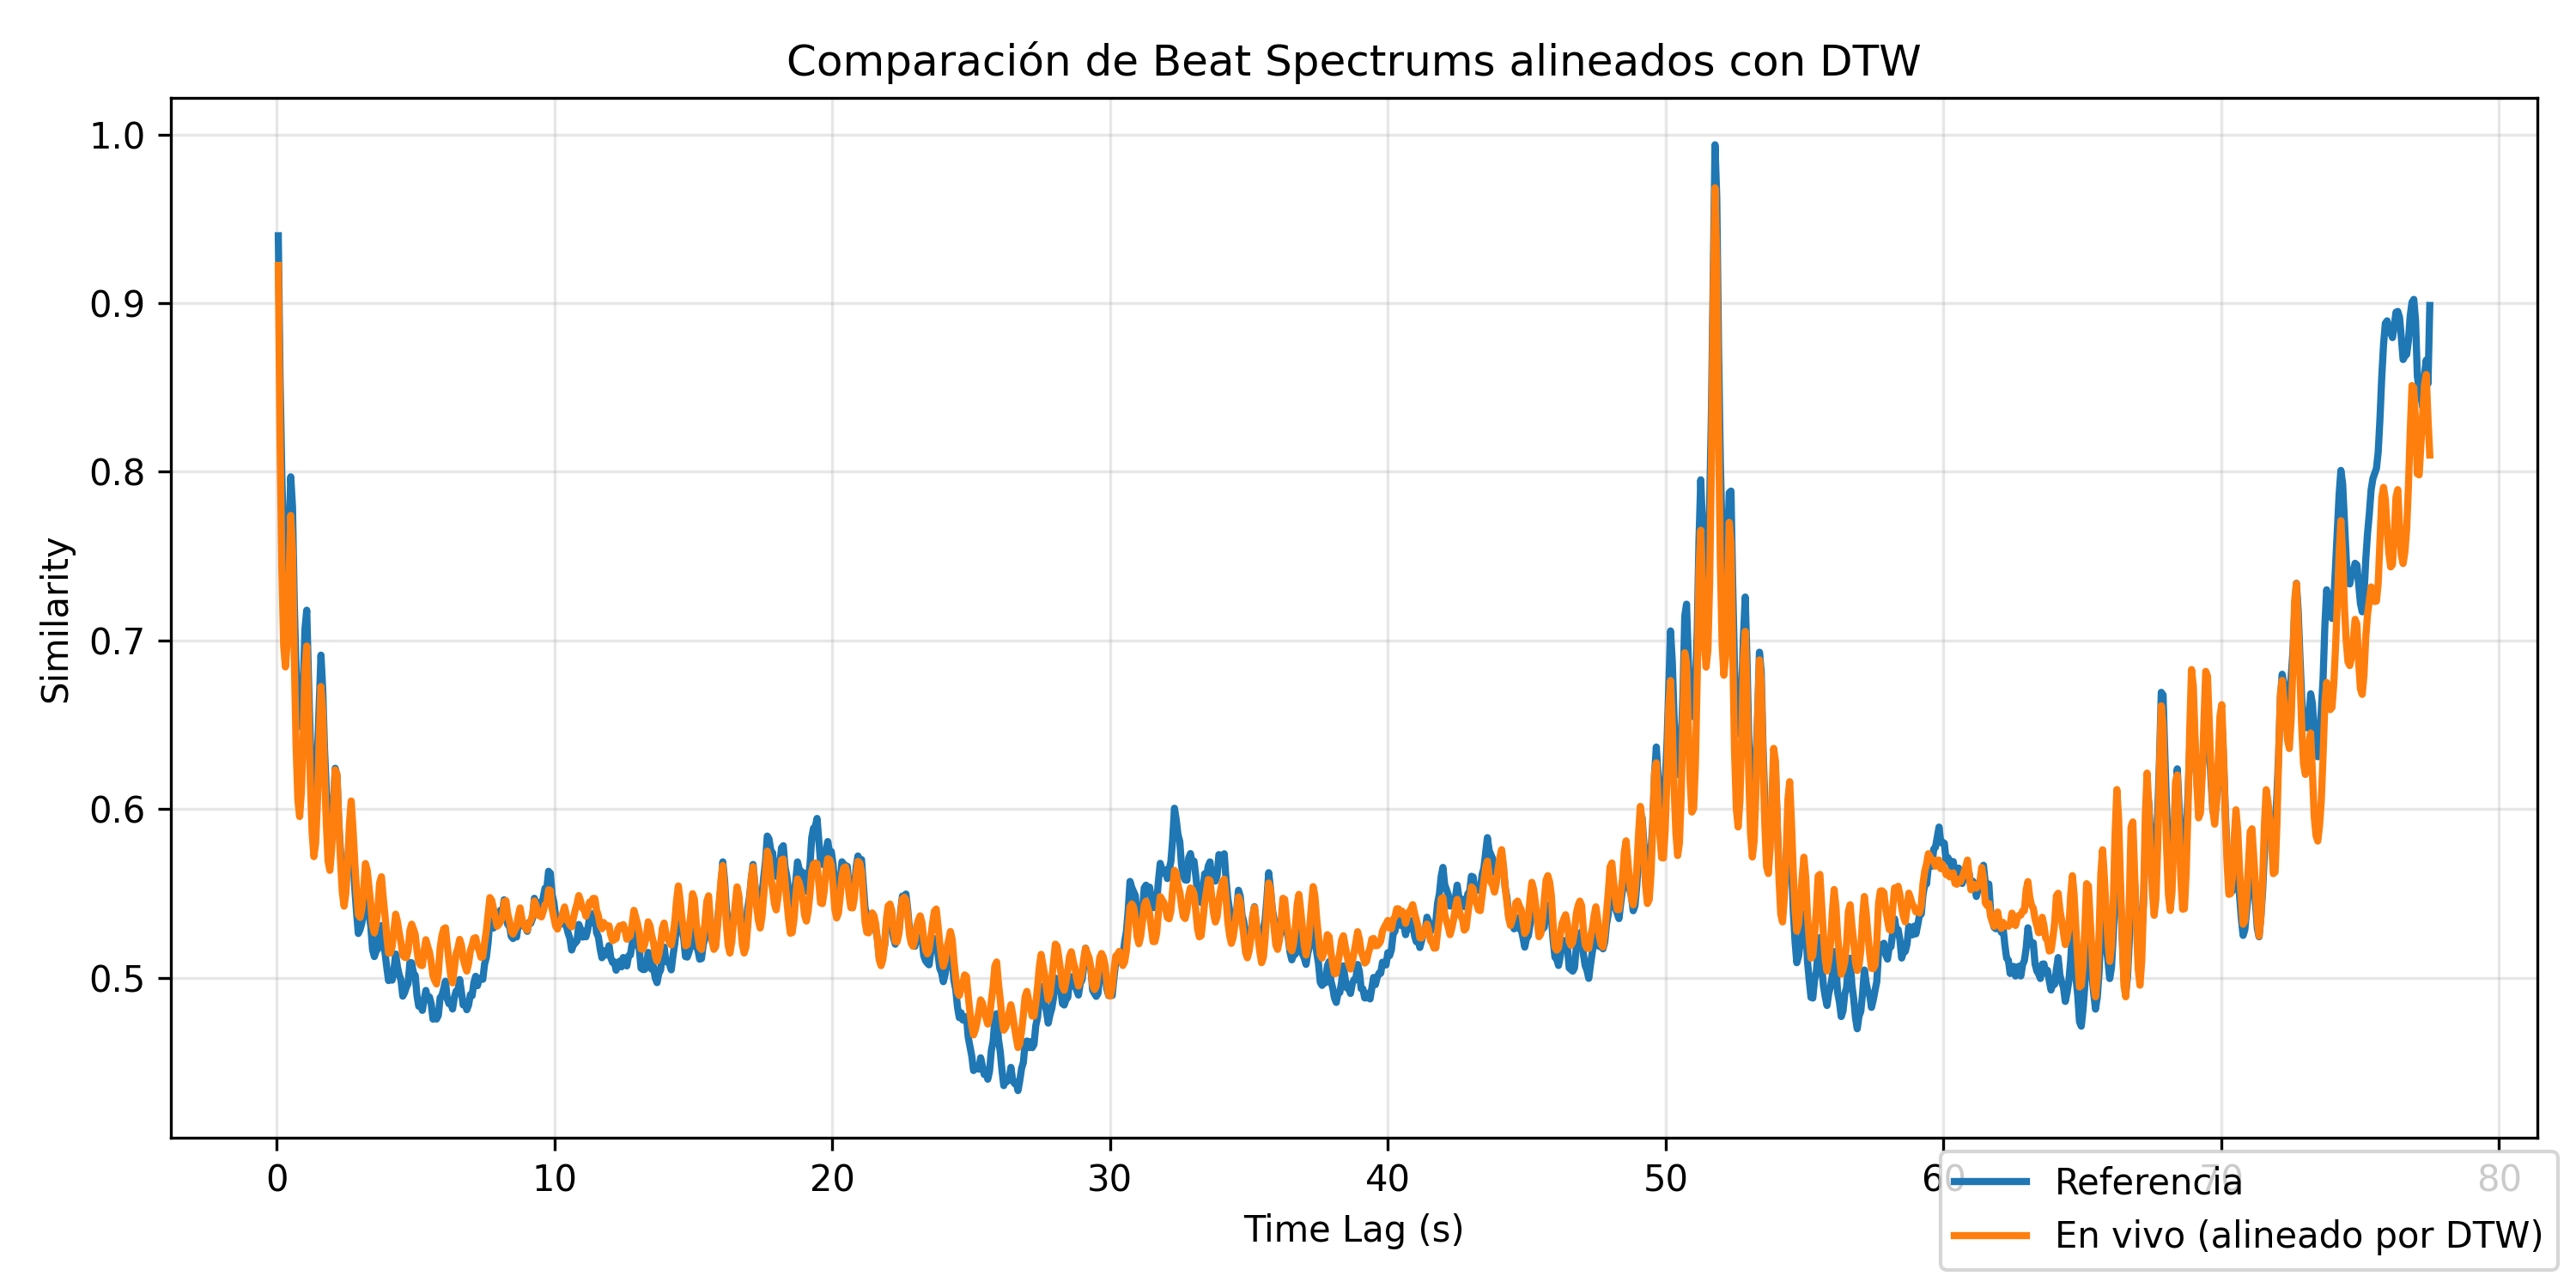 Comparación de Beat Spectrums alineados con DTW
Similarity
1.0
0.9
0.8
0.7
0.6
0.5
0 10 20 30 40 50 60 70 80
Time Lag (s)
Referencia
En vivo (alineado por DTW)